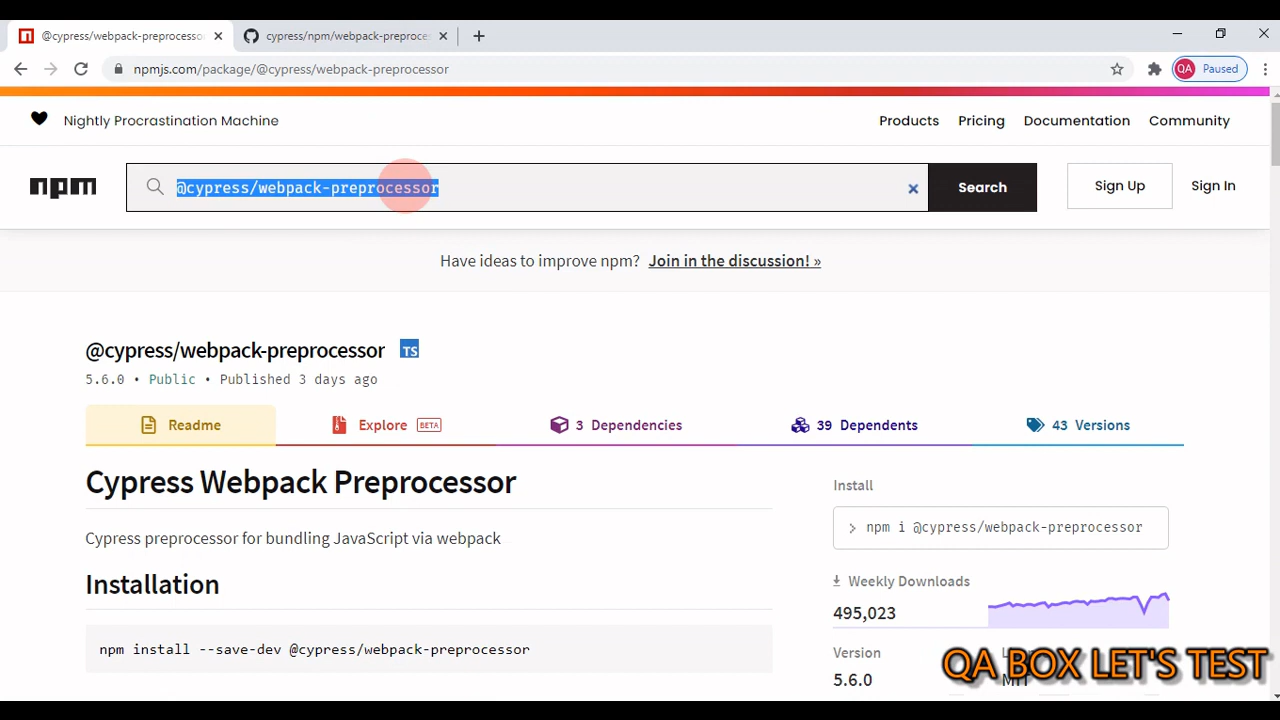 @cypress/webpack-preprocessor
cypress/npm/webpack-preproce
npmjs.com/package/@cypress/webpack-preprocessor
QA Paused
Nightly Procrastination Machine
Products Pricing Documentation Community
npm
@cypress/webpack-preprocessor
Search
Sign Up
Sign In
Have ideas to improve npm? Join in the discussion! »
@cypress/webpack-preprocessor TS
5.6.0 • Public • Published 3 days ago
Readme
Explore BETA
3 Dependencies
39 Dependents
43 Versions
Cypress Webpack Preprocessor
Cypress preprocessor for bundling JavaScript via webpack
Installation
npm install --save-dev @cypress/webpack-preprocessor
Install
> npm i @cypress/webpack-preprocessor
Weekly Downloads
495,023
Version
5.6.0
MIT
QA BOX LET'S TEST